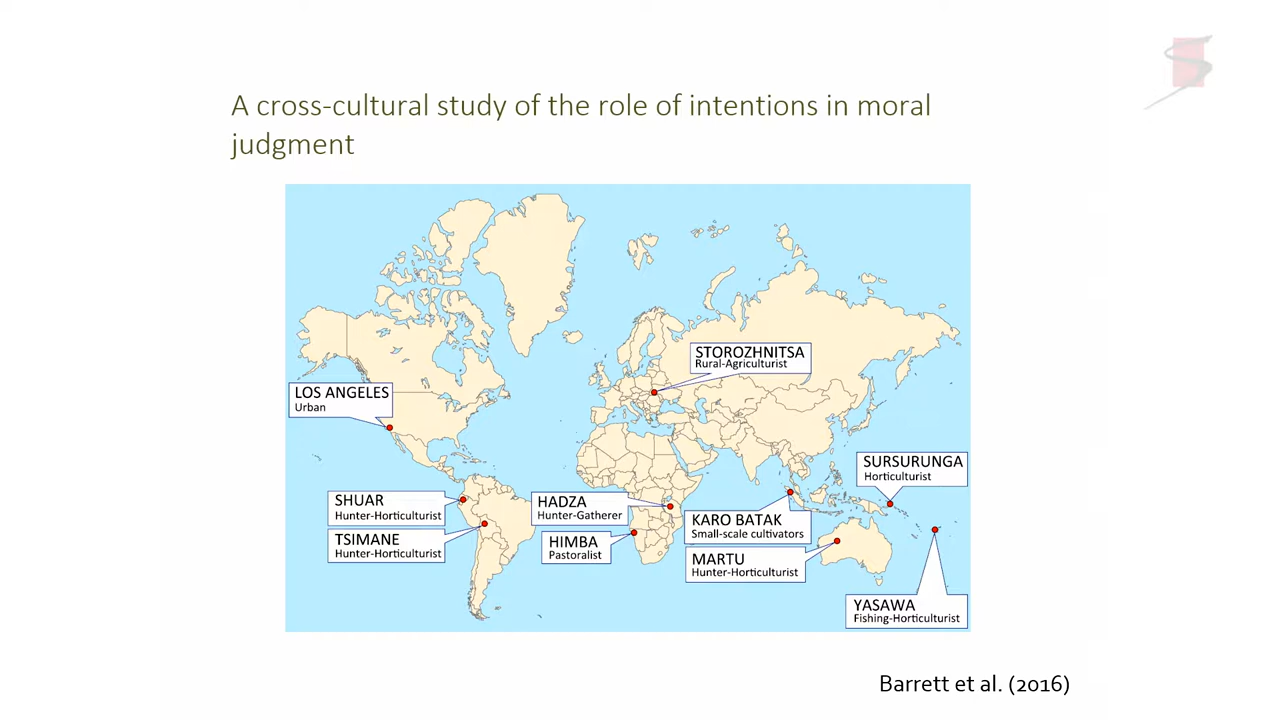 A cross-cultural study of the role of intentions in moral
judgment
STOROZHNITSA
Rural-Agriculturist
LOS ANGELES
Urban
SURSURUNGA
Horticulturist
SHUAR
Hunter-Horticulturist
HADZA
Hunter-Gatherer
KARO BATAK
Small-scale cultivators
TSIMANE
Hunter-Horticulturist
HIMBA
Pastoralist
MARTU
Hunter-Horticulturist
YASAWA
Fishing-Horticulturist
Barrett et al. (2016)